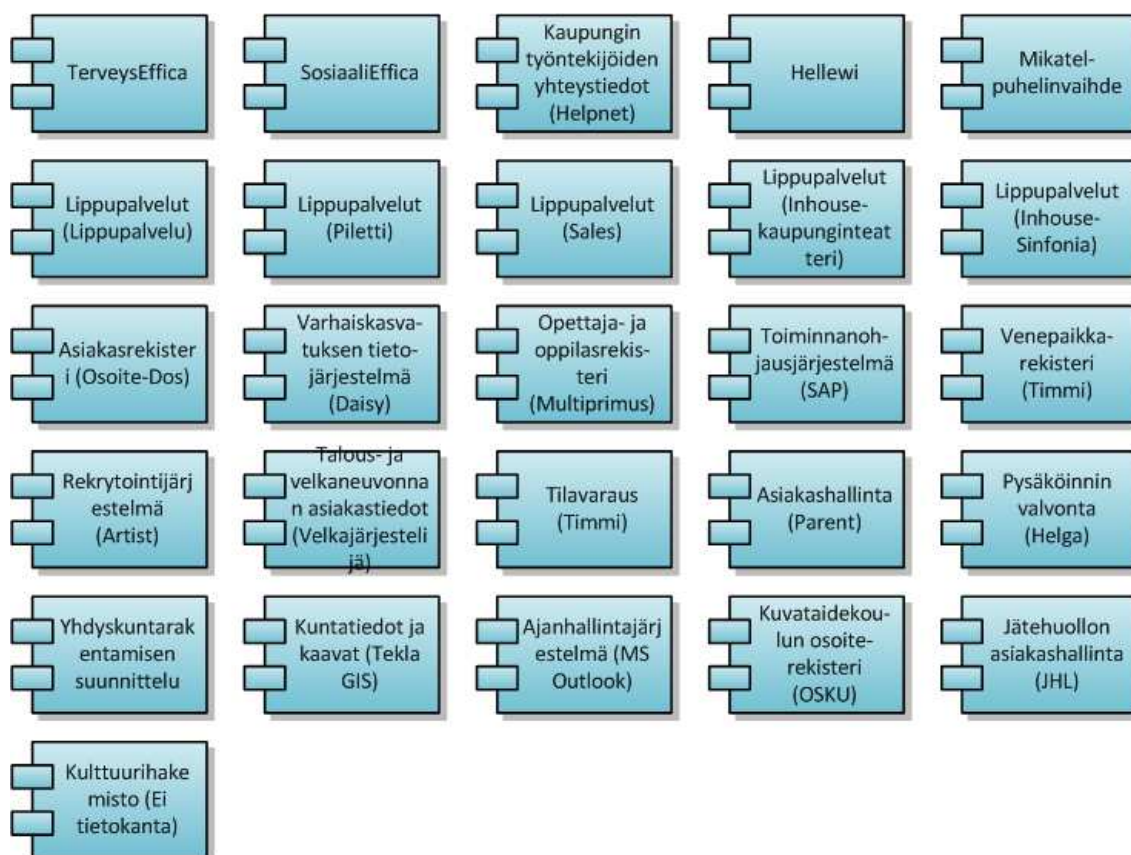 TerveysEffica
SosiaaliEffica
Kaupungin
työntekijöiden
yhteystiedot
(Helpnet)
Hellewi
Mikatel-
puhelinvaihde
Lippupalvelut
(Lippupalvelu)
Lippupalvelut
(Piletti)
Lippupalvelut
(Sales)
Lippupalvelut
(Inhouse-
kaupunginteat
teri)
Lippupalvelut
(Inhouse-
Sinfonia)
Asiakasrekister
i (Osoite-Dos)
Varhaiskasva-
tuksen tieto-
järjestelmä
(Daisy)
Opettaja- ja
oppilasrekis-
teri
(Multiprimus)
Toiminnanoh-
jausjärjestelmä
(SAP)
Venepaikka-
rekisteri
(Timmi)
Rekrytointijärj
estelmä
(Artist)
Talous- ja
velkaneuvonna
n asiakastiedot
(Velkajärjesteli
jä)
Tilavaraus
(Timmi)
Asiakashallinta
(Parent)
Pysäköinnin
valvonta
(Helga)
Yhdyskuntarak
entamisen
suunnittelu
Kuntatiedot ja
kaavat (Tekla
GIS)
Ajanhallintajärj
estelmä (MS
Outlook)
Kuvataidekou-
lun osoite-
rekisteri
(OSKU)
Jätehuollon
asiakashallinta
(JHL)
Kulttuurihake
misto (Ei
tietokanta)